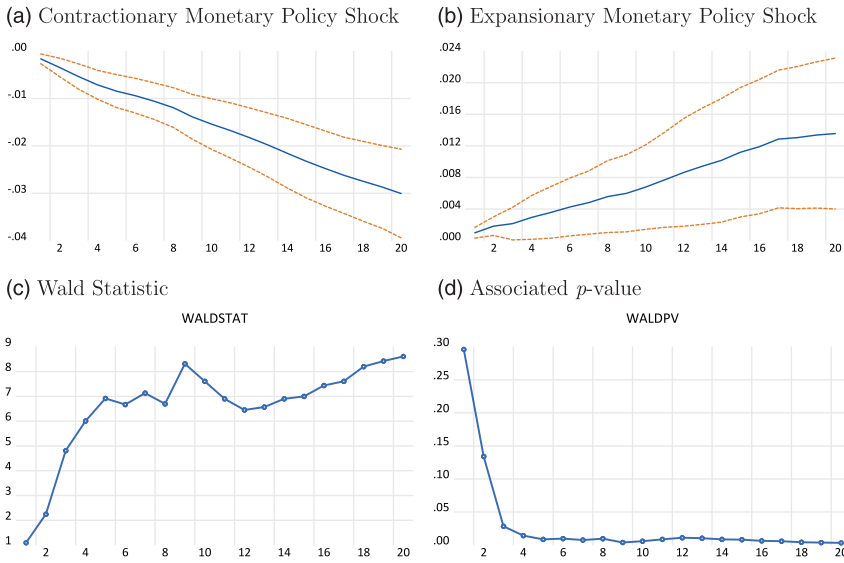 (a) Contractionary Monetary Policy Shock
.00
-.01
-.02
-.03
-.04
2 4 6 8 10 12 14 16 18 20
(b) Expansionary Monetary Policy Shock
.024
.020
.016
.012
.008
.004
.000
2 4 6 8 10 12 14 16 18 20
(c) Wald Statistic
WALDSTAT
9
8
7
6
5
4
3
2
1
2 4 6 8 10 12 14 16 18 20
(d) Associated p-value
WALDPV
.30
.25
.20
.15
.10
.05
.00
2 4 6 8 10 12 14 16 18 20